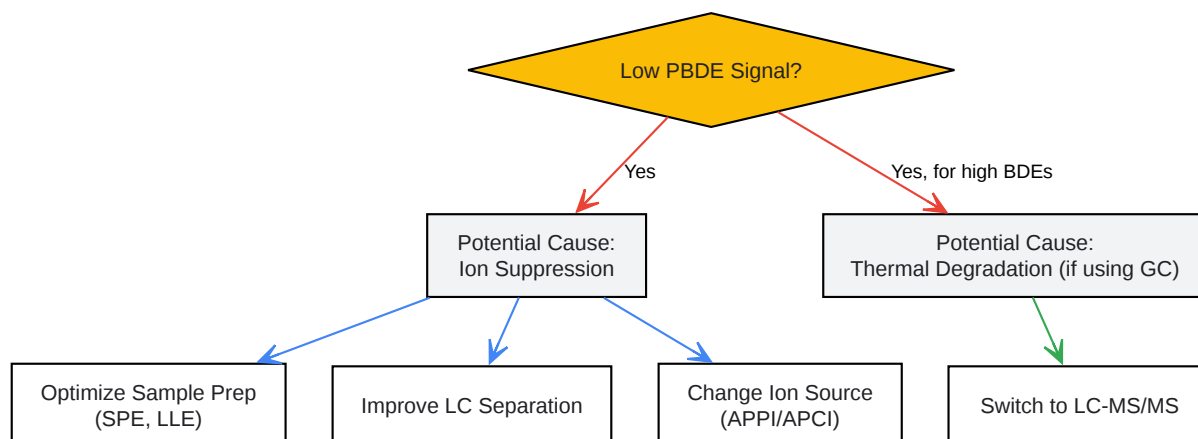 Low PBDE Signal?
Yes
Yes, for high BDEs
Potential Cause:
Ion Suppression
Potential Cause:
Thermal Degradation (if using GC)
Optimize Sample Prep
(SPE, LLE)
Improve LC Separation
Change Ion Source
(APPI/APCI)
Switch to LC-MS/MS